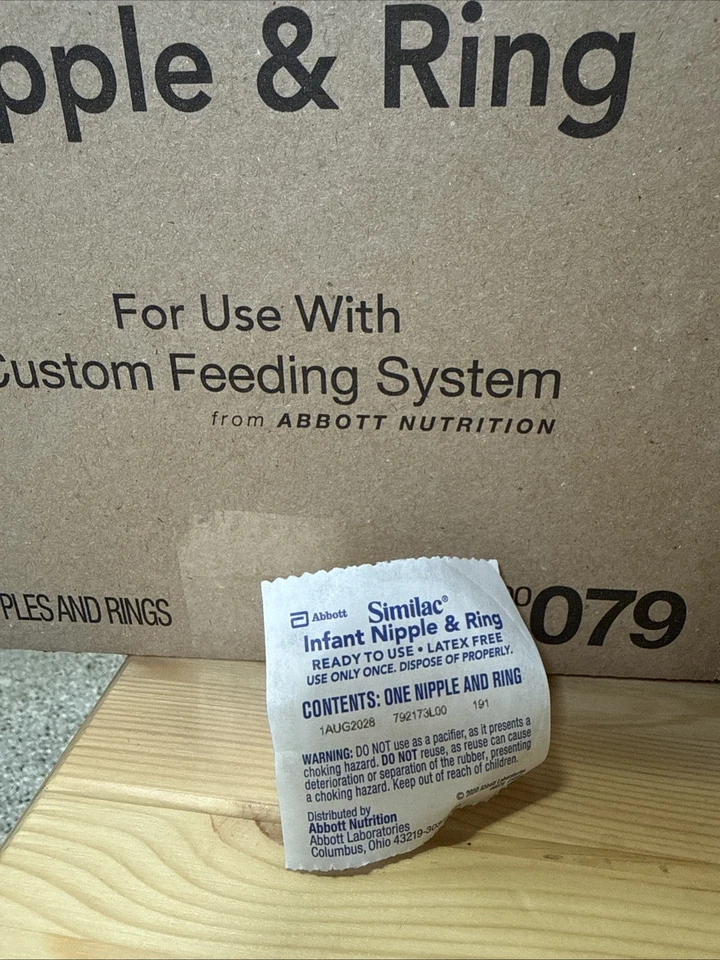 pple & Ring
For Use With
Custom Feeding System
from ABBOTT NUTRITION
PLES AND RINGS
079
Abbott Similac®
Infant Nipple & Ring
READY TO USE • LATEX FREE
USE ONLY ONCE. DISPOSE OF PROPERLY.
CONTENTS: ONE NIPPLE AND RING
1AUG2028 792173L00 191
WARNING: DO NOT use as a pacifier, as it presents a
choking hazard. DO NOT reuse, as reuse can cause
deterioration or separation of the rubber, presenting
a choking hazard. Keep out of reach of children.
Distributed by
Abbott Nutrition
Abbott Laboratories
Columbus, Ohio 43219-30